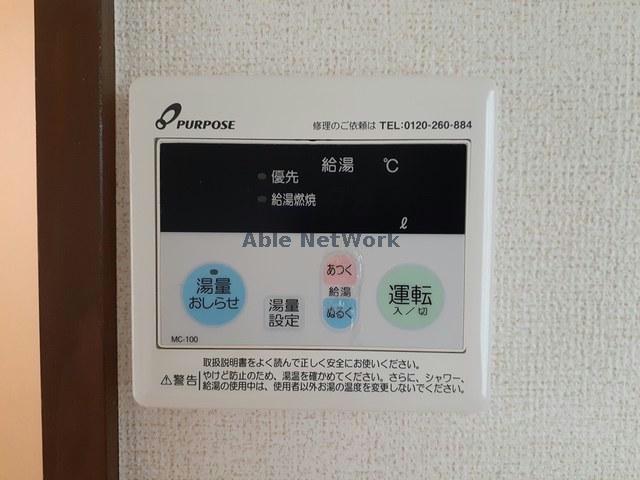 PURPOSE
修理のご依頼は TEL:0120-260-884
給湯 ℃
優先
給湯燃焼
ℓ
Able NetWork
湯量
おしらせ
湯量
設定
あつく
給湯
ぬるく
運転
入/切
MC-100
取扱説明書をよく読んで正しく安全にお使いください。
⚠警告 やけど防止のため、湯温を確かめてください。さらに、シャワー、
給湯の使用中は、使用者以外お湯の温度を変更しないでください。